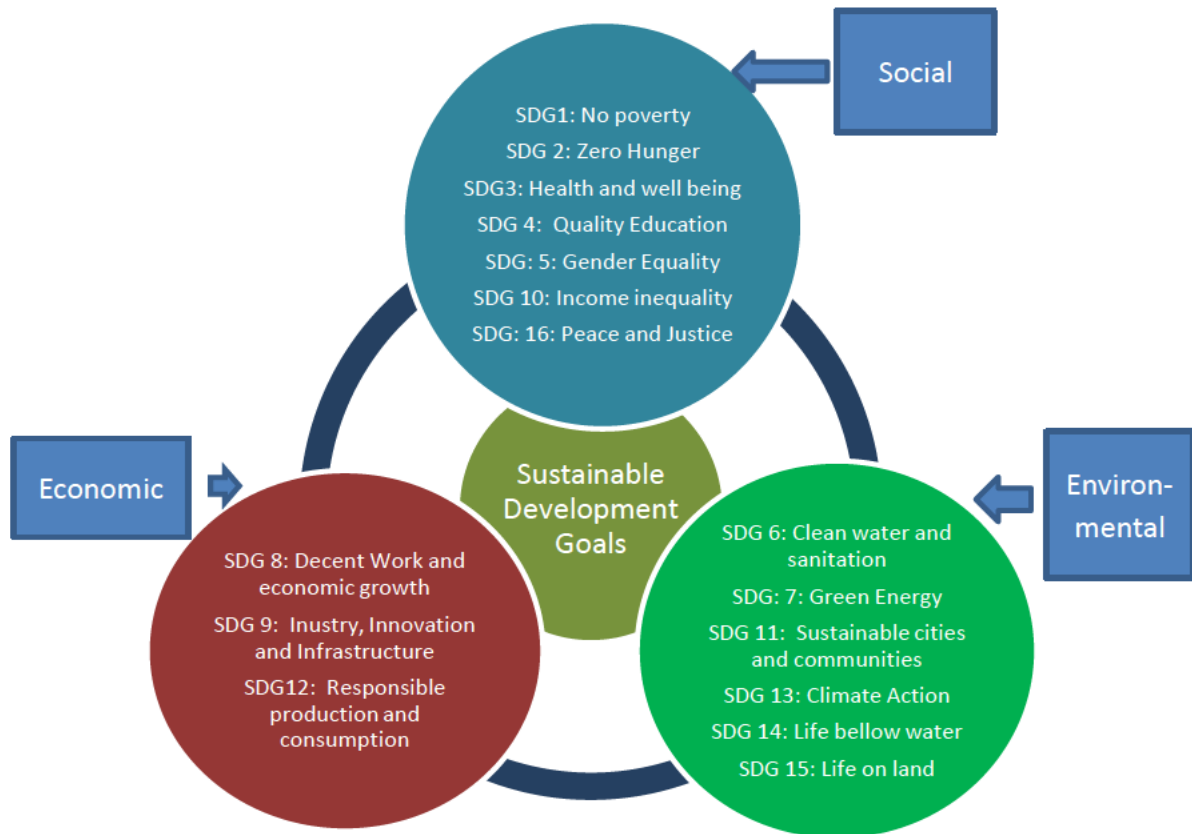 Social
SDG1: No poverty
SDG 2: Zero Hunger
SDG3: Health and well being
SDG 4: Quality Education
SDG: 5: Gender Equality
SDG 10: Income inequality
SDG: 16: Peace and Justice
Economic
Sustainable
Development
Goals
Environ-
mental
SDG 8: Decent Work and
economic growth
SDG 9: Inustry, Innovation
and Infrastructure
SDG12: Responsible
production and
consumption
SDG 6: Clean water and
sanitation
SDG: 7: Green Energy
SDG 11: Sustainable cities
and communities
SDG 13: Climate Action
SDG 14: Life bellow water
SDG 15: Life on land